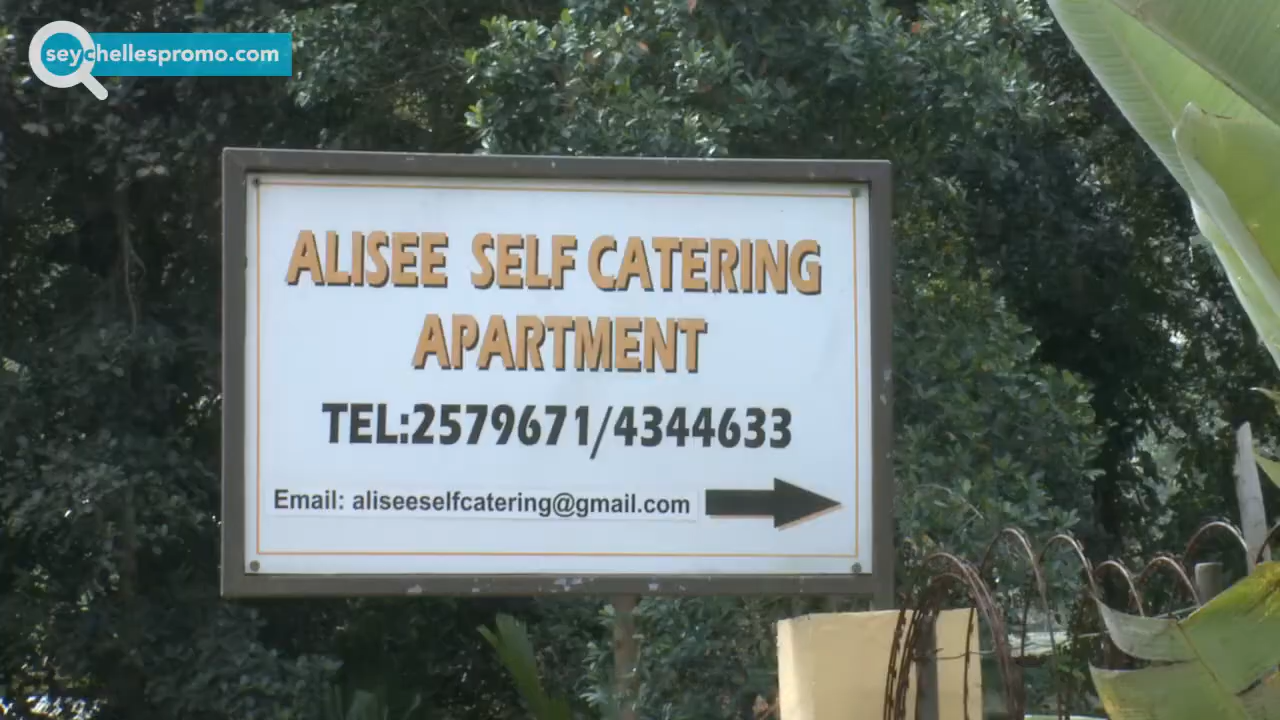 seychellespromo.com
ALISEE SELF CATERING
APARTMENT
TEL:2579671/4344633
Email: aliseeselfcatering@gmail.com